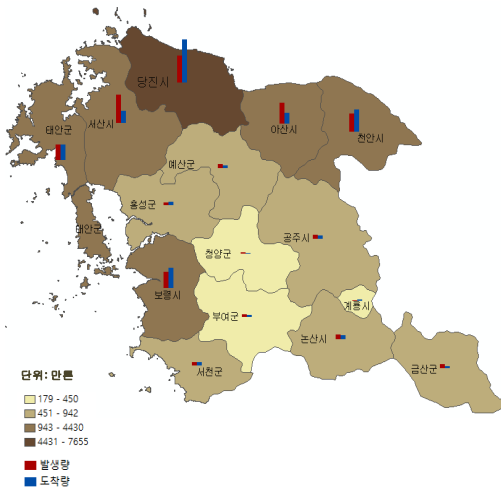 당진시
태안군
서산시
아산시
천안시
예산군
홍성군
태안군
청양군
공주시
보령시
계룡시
부여군
논산시
서천군
금산군
단위: 만톤
179 - 450
451 - 942
943 - 4430
4431 - 7655
발생량
도착량